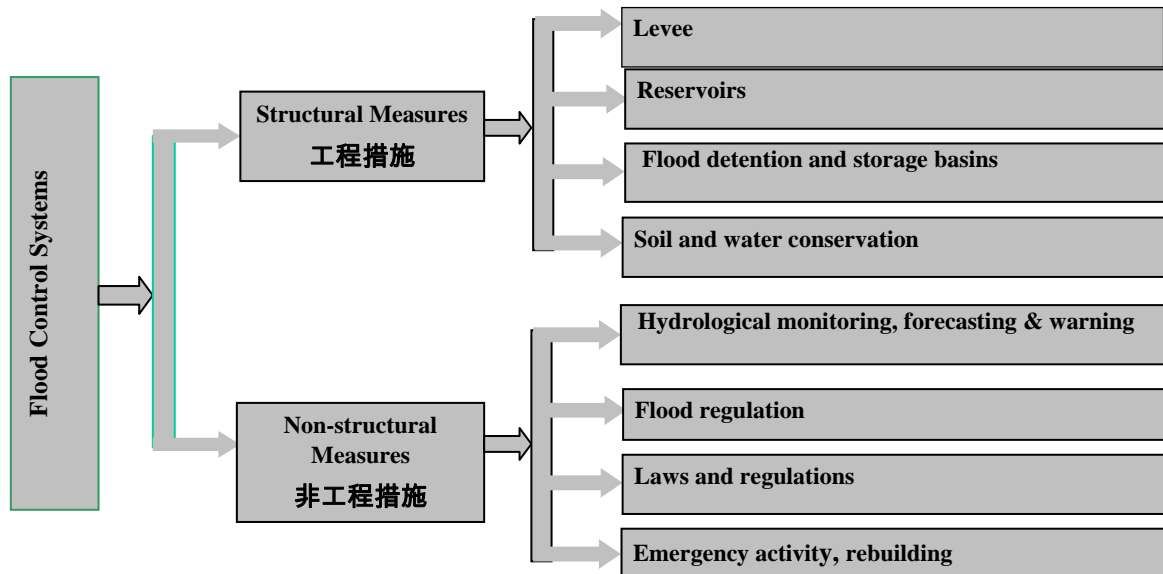 Flood Control Systems
Structural Measures
工程措施
Levee
Reservoirs
Flood detention and storage basins
Soil and water conservation
Non-structural
Measures
非工程措施
Hydrological monitoring, forecasting & warning
Flood regulation
Laws and regulations
Emergency activity, rebuilding